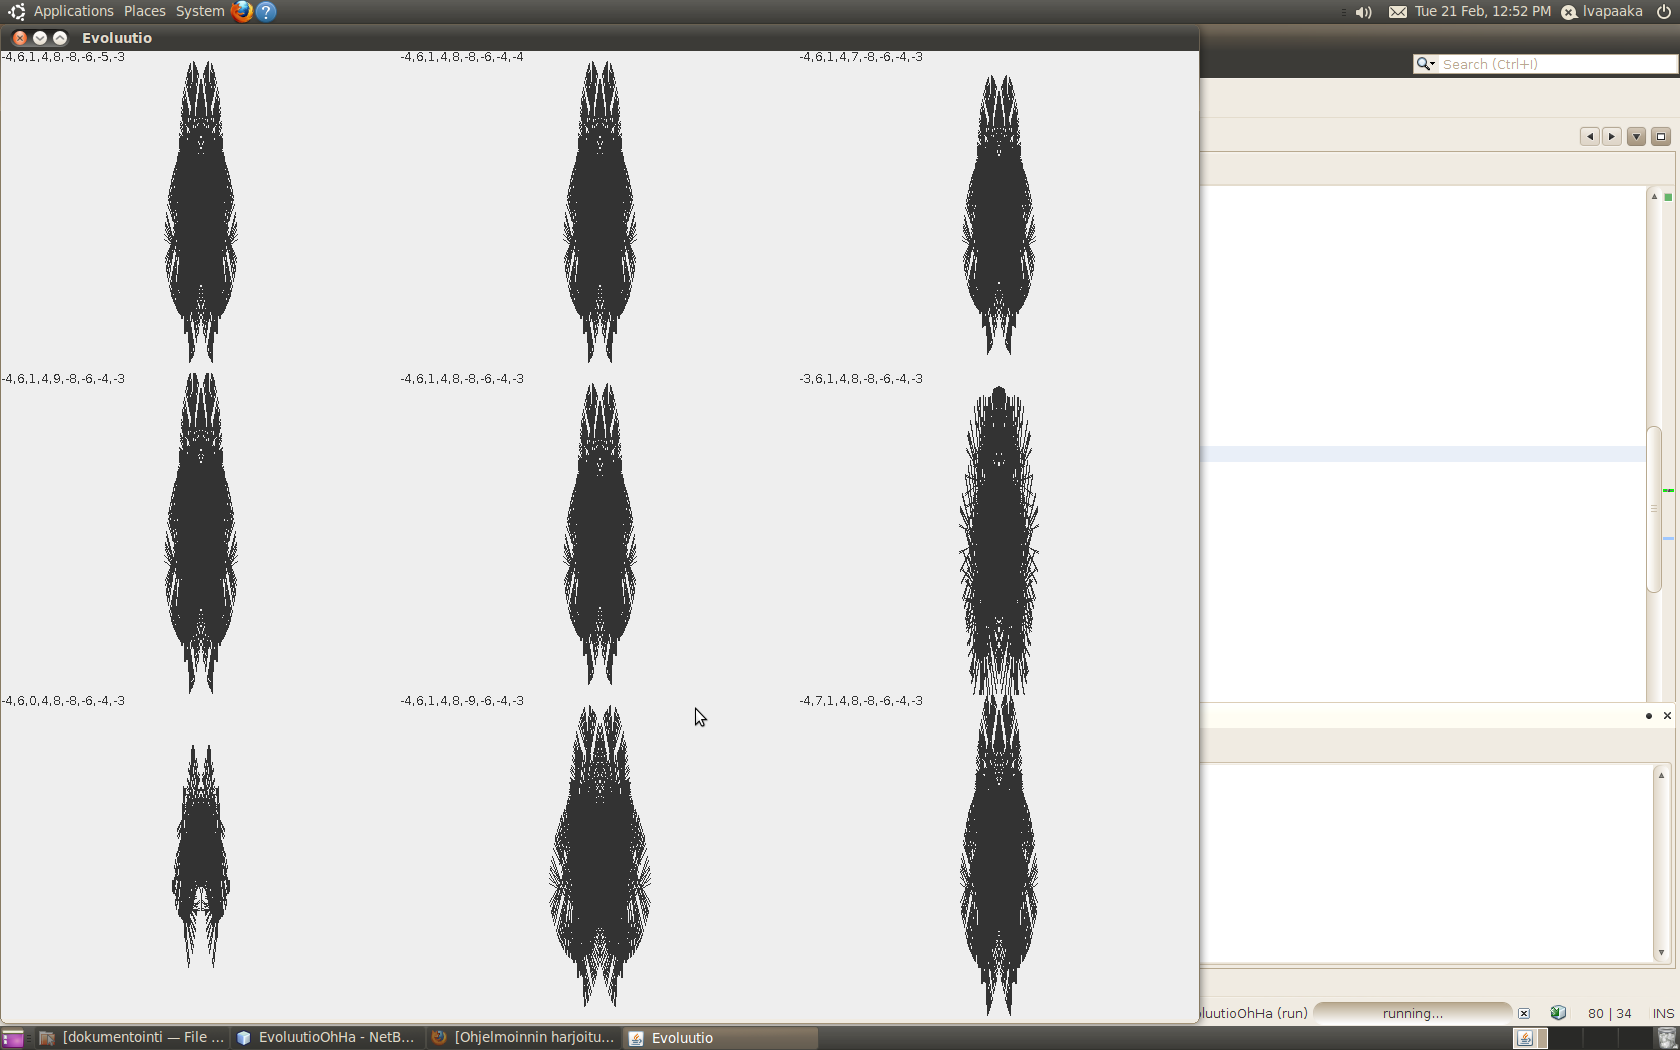 Applications Places System
Tue 21 Feb, 12:52 PM lvapaaka
Evoluutio
Search (Ctrl+I)
-4,6,1,4,8,-8,-6,-5,-3
-4,6,1,4,8,-8,-6,-4,-4
-4,6,1,4,7,-8,-6,-4,-3
-4,6,1,4,9,-8,-6,-4,-3
-4,6,1,4,8,-8,-6,-4,-3
-3,6,1,4,8,-8,-6,-4,-3
-4,6,0,4,8,-8,-6,-4,-3
-4,6,1,4,8,-9,-6,-4,-3
-4,7,1,4,8,-8,-6,-4,-3
luutioOhHa (run) running... 80 | 34 INS
[dokumentointi — File ... EvoluutioOhHa - NetB... [Ohjelmoinnin harjoitu... Evoluutio